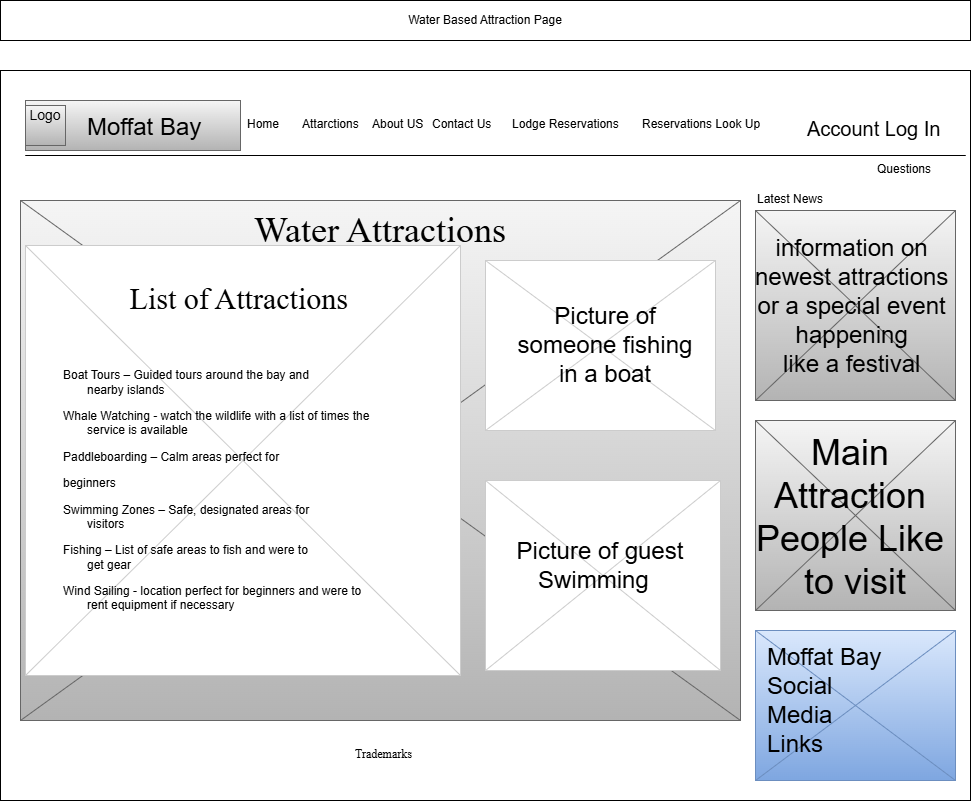 Water Based Attraction Page
Logo
Moffat Bay
Home
Attarctions
About US
Contact Us
Lodge Reservations
Reservations Look Up
Account Log In
Questions
Water Attractions
List of Attractions
Boat Tours – Guided tours around the bay and
nearby islands
Whale Watching - watch the wildlife with a list of times the
service is available
Paddleboarding – Calm areas perfect for
beginners
Swimming Zones – Safe, designated areas for
visitors
Fishing – List of safe areas to fish and were to
get gear
Wind Sailing - location perfect for beginners and were to
rent equipment if necessary
Picture of
someone fishing
in a boat
Picture of guest
Swimming
Latest News
information on
newest attractions
or a special event
happening
like a festival
Main
Attraction
People Like
to visit
Moffat Bay
Social
Media
Links
Trademarks